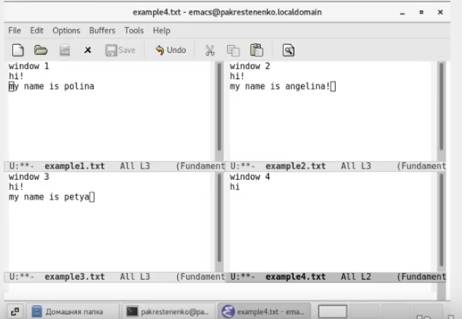 example4.txt - emacs@pakrestenenko.localdomain
File Edit Options Buffers Tools Help
Save Undo
window 1
hi!
my name is polina
U:**- example1.txt All L3 (Fundament
window 2
hi!
my name is angelina!
U:**- example2.txt All L3 (Fundament
window 3
hi!
my name is petya
U:**- example3.txt All L3 (Fundament
window 4
hi
U:**- example4.txt All L2 (Fundament
Домашняя папка pakrestenenko@pa... example4.txt - ema...